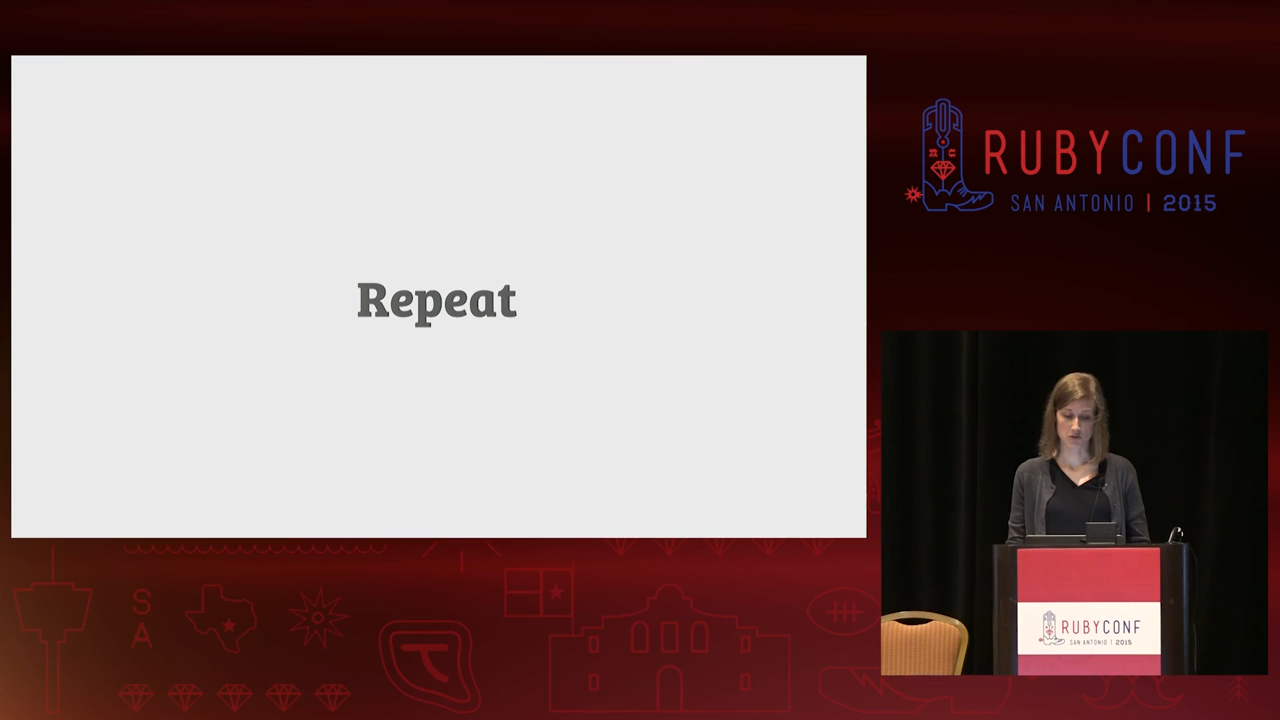 Repeat
RUBYCONF
SAN ANTONIO | 2015
S
A
RUBYCONF
SAN ANTONIO | 2015